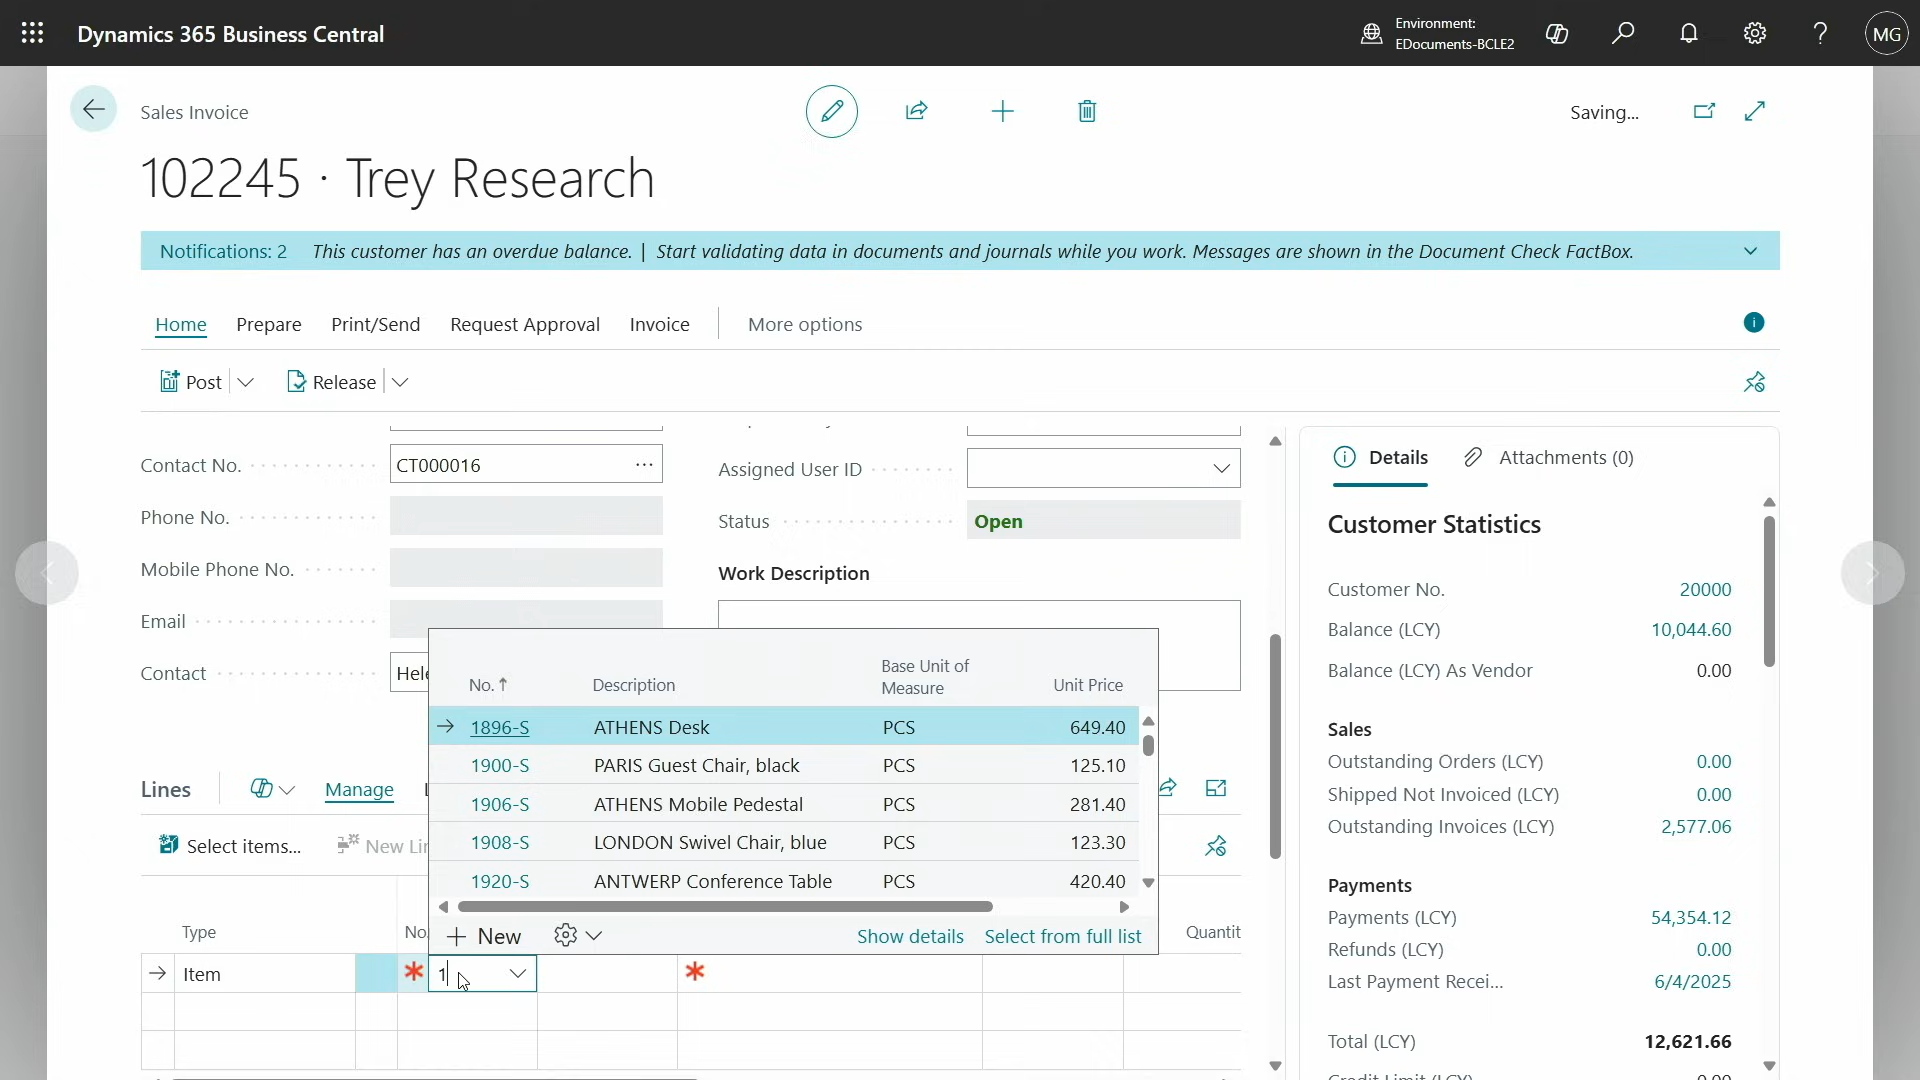 Dynamics 365 Business Central
Environment:
EDocuments-BCLE2
?
MG
Sales Invoice
Saving...
102245 · Trey Research
Notifications: 2 This customer has an overdue balance. | Start validating data in documents and journals while you work. Messages are shown in the Document Check FactBox.
Home Prepare Print/Send Request Approval Invoice More options
Post Release
Contact No. CT000016 ...
Phone No.
Mobile Phone No.
Email
Contact
Assigned User ID
Status Open
Work Description
No. ↑ Description Base Unit of Measure Unit Price
1896-S ATHENS Desk PCS 649.40
1900-S PARIS Guest Chair, black PCS 125.10
1906-S ATHENS Mobile Pedestal PCS 281.40
1908-S LONDON Swivel Chair, blue PCS 123.30
1920-S ANTWERP Conference Table PCS 420.40
+ New Show details Select from full list
Lines Manage
Select items...
Type
Item * 1 *
Details Attachments (0)
Customer Statistics
Customer No. 20000
Balance (LCY) 10,044.60
Balance (LCY) As Vendor 0.00
Sales
Outstanding Orders (LCY) 0.00
Shipped Not Invoiced (LCY) 0.00
Outstanding Invoices (LCY) 2,577.06
Payments
Payments (LCY) 54,354.12
Refunds (LCY) 0.00
Last Payment Recei... 6/4/2025
Total (LCY) 12,621.66